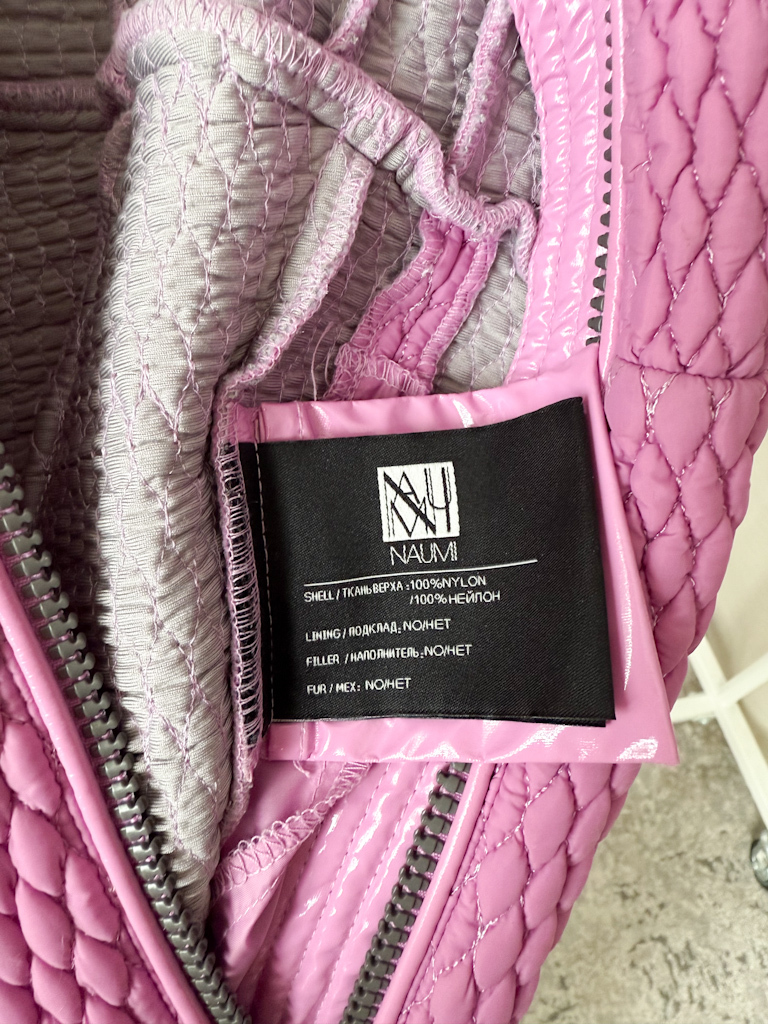 NAUMI
NAUMI
SHELL / ТКАНЬ ВЕРХА : 100%NYLON
/100% НЕЙЛОН
LINING / ПОДКЛАД : NO/НЕТ
FILLER / НАПОЛНИТЕЛЬ : NO/НЕТ
FUR / МЕХ : NO/НЕТ